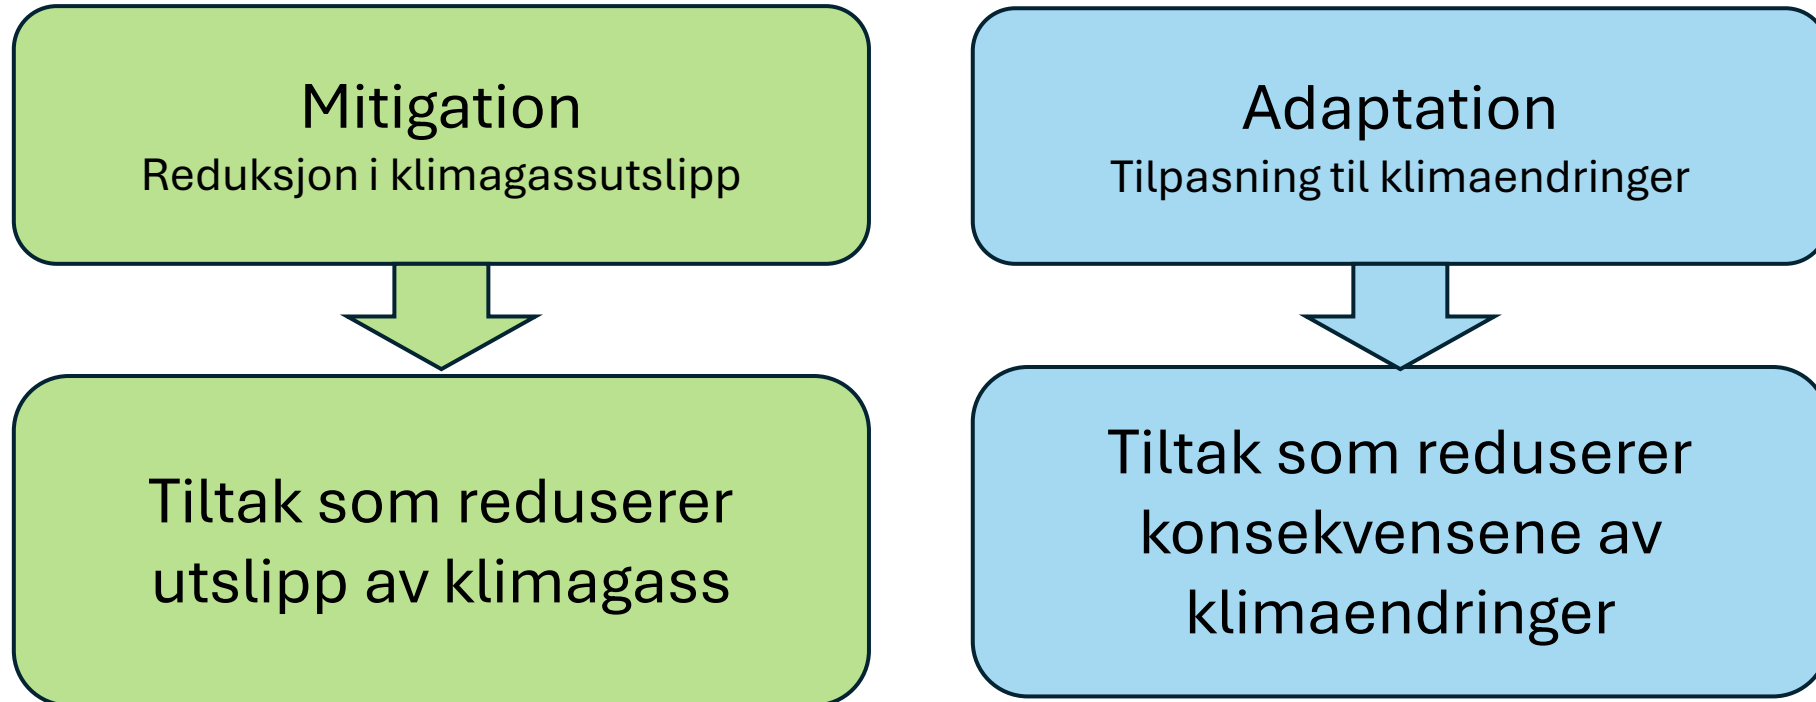 Mitigation
Reduksjon i klimagassutslipp
Tiltak som reduserer
utslipp av klimagass
Adaptation
Tilpasning til klimaendringer
Tiltak som reduserer
konsekvensene av
klimaendringer